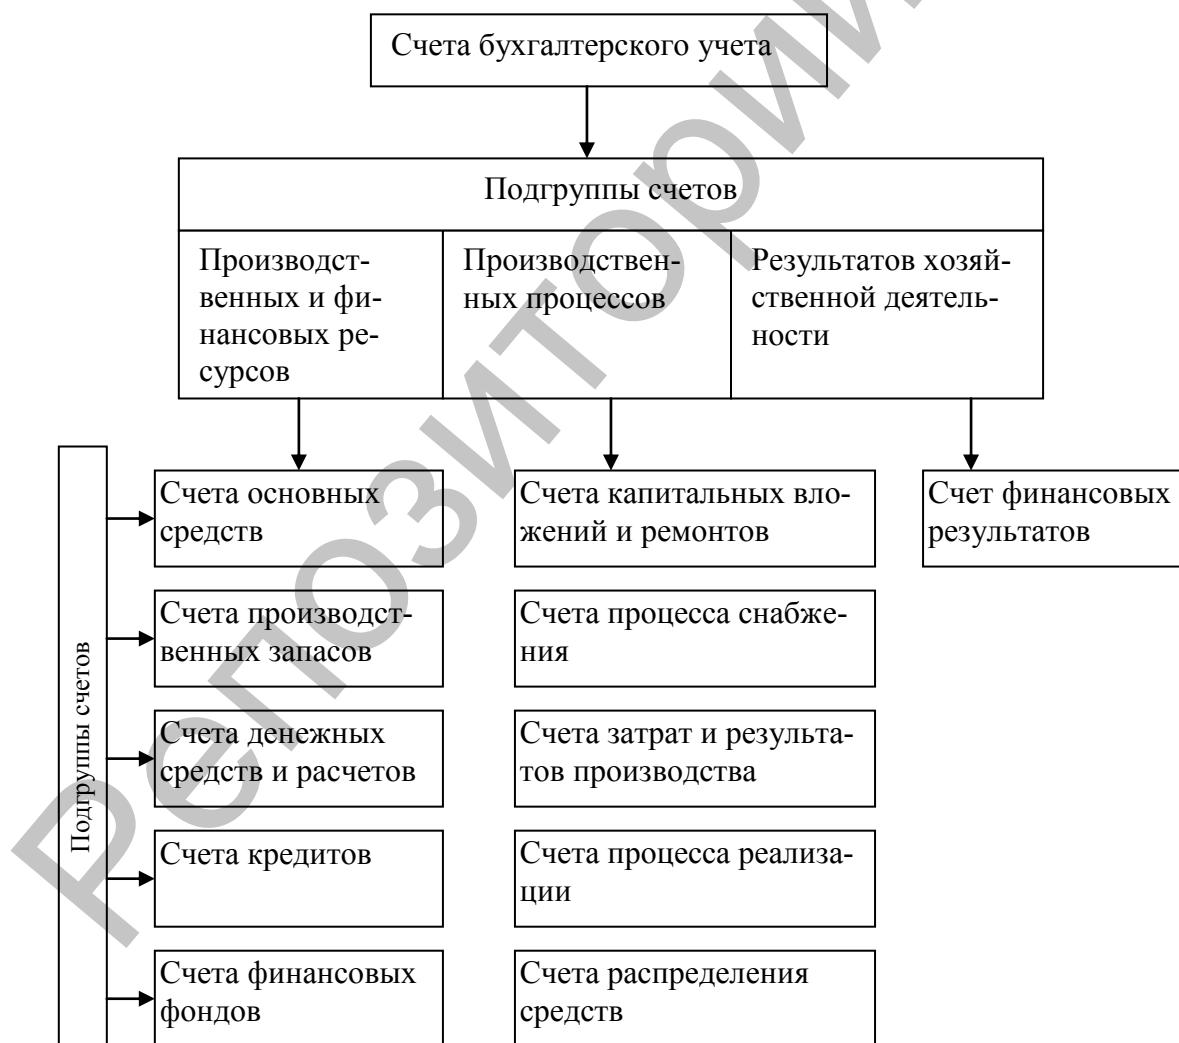 Счета бухгалтерского учета
Подгруппы счетов
Производст-
венных и фи-
нансовых ре-
сурсов
Производствен-
ных процессов
Результатов хозяй-
ственной деятель-
ности
Подгруппы счетов
Счета основных
средств
Счета производст-
венных запасов
Счета денежных
средств и расчетов
Счета кредитов
Счета финансовых
фондов
Счета капитальных вло-
жений и ремонтов
Счета процесса снабже-
ния
Счета затрат и результа-
тов производства
Счета процесса реализа-
ции
Счета распределения
средств
Счет финансовых
результатов
Репозитори